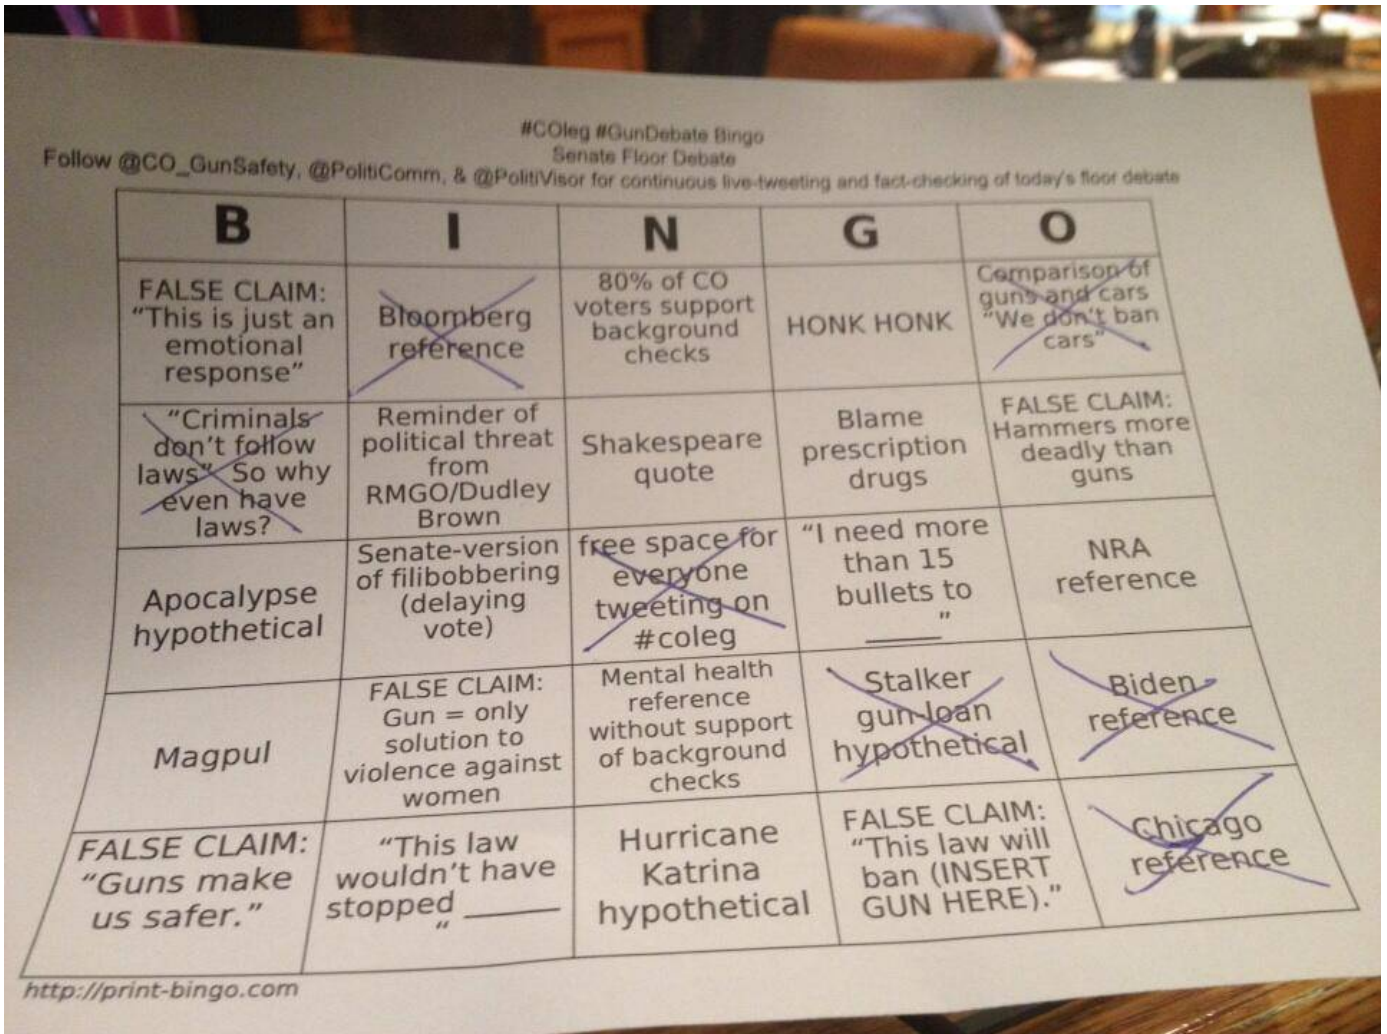 #COleg #GunDebate Bingo
Senate Floor Debate
Follow @CO_GunSafety, @PolitiComm, & @PolitiVisor for continuous live-tweeting and fact-checking of today's floor debate
B I N G O
FALSE CLAIM:
“This is just an
emotional
response”
Bloomberg
reference
80% of CO
voters support
background
checks
HONK HONK
Comparison of
guns and cars
“We don’t ban
cars”
“Criminals
don’t follow
laws”  So why
even have
laws?
Reminder of
political threat
from
RMGO/Dudley
Brown
Shakespeare
quote
Blame
prescription
drugs
FALSE CLAIM:
Hammers more
deadly than
guns
Apocalypse
hypothetical
Senate-version
of filibobbering
(delaying
vote)
free space for
everyone
tweeting on
#coleg
“I need more
than 15
bullets to
______”
NRA
reference
Magpul
FALSE CLAIM:
Gun = only
solution to
violence against
women
Mental health
reference
without support
of background
checks
Stalker
gun-loan
hypothetical
Biden
reference
FALSE CLAIM:
“Guns make
us safer.”
“This law
wouldn’t have
stopped ______
“
Hurricane
Katrina
hypothetical
FALSE CLAIM:
“This law will
ban (INSERT
GUN HERE).”
Chicago
reference
http://print-bingo.com